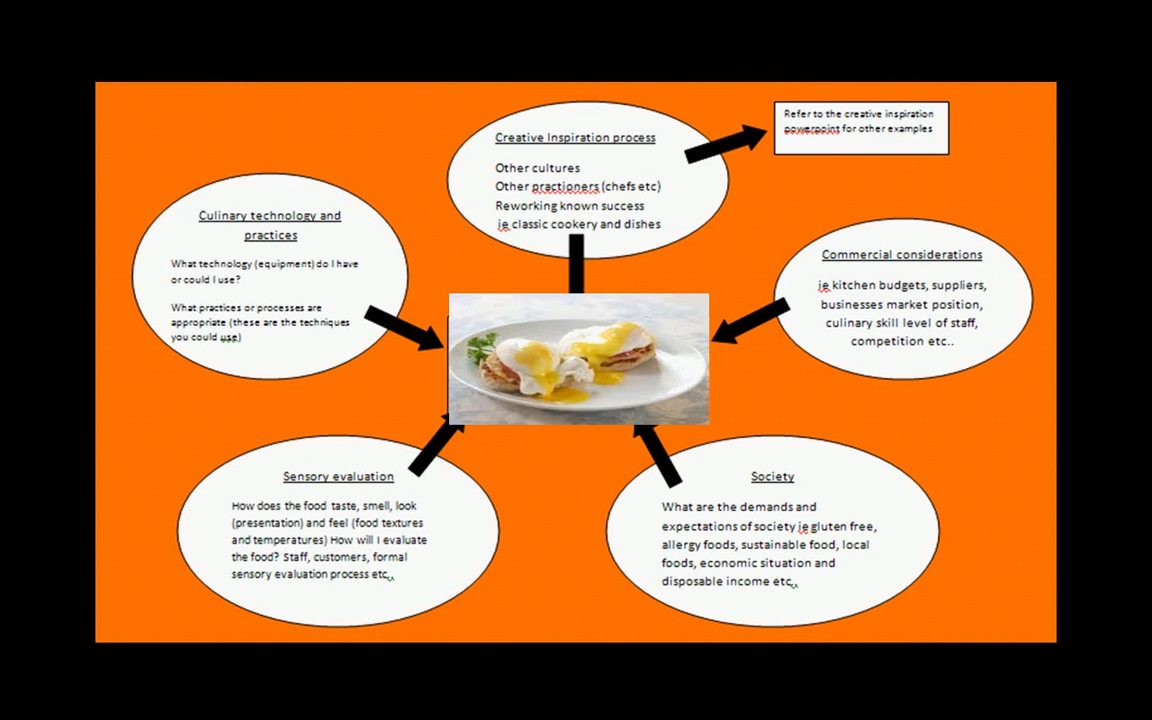 Creative Inspiration process
Other cultures
Other practioners (chefs etc)
Reworking known success
ie classic cookery and dishes
Refer to the creative inspiration
powerpoint for other examples
Culinary technology and
practices
What technology (equipment) do I have
or could I use?
What practices or processes are
appropriate (these are the techniques
you could use)
Commercial considerations
ie kitchen budgets, suppliers,
businesses market position,
culinary skill level of staff,
competition etc..
Sensory evaluation
How does the food taste, smell, look
(presentation) and feel (food textures
and temperatures) How will I evaluate
the food? Staff, customers, formal
sensory evaluation process etc..
Society
What are the demands and
expectations of society ie gluten free,
allergy foods, sustainable food, local
foods, economic situation and
disposable income etc..